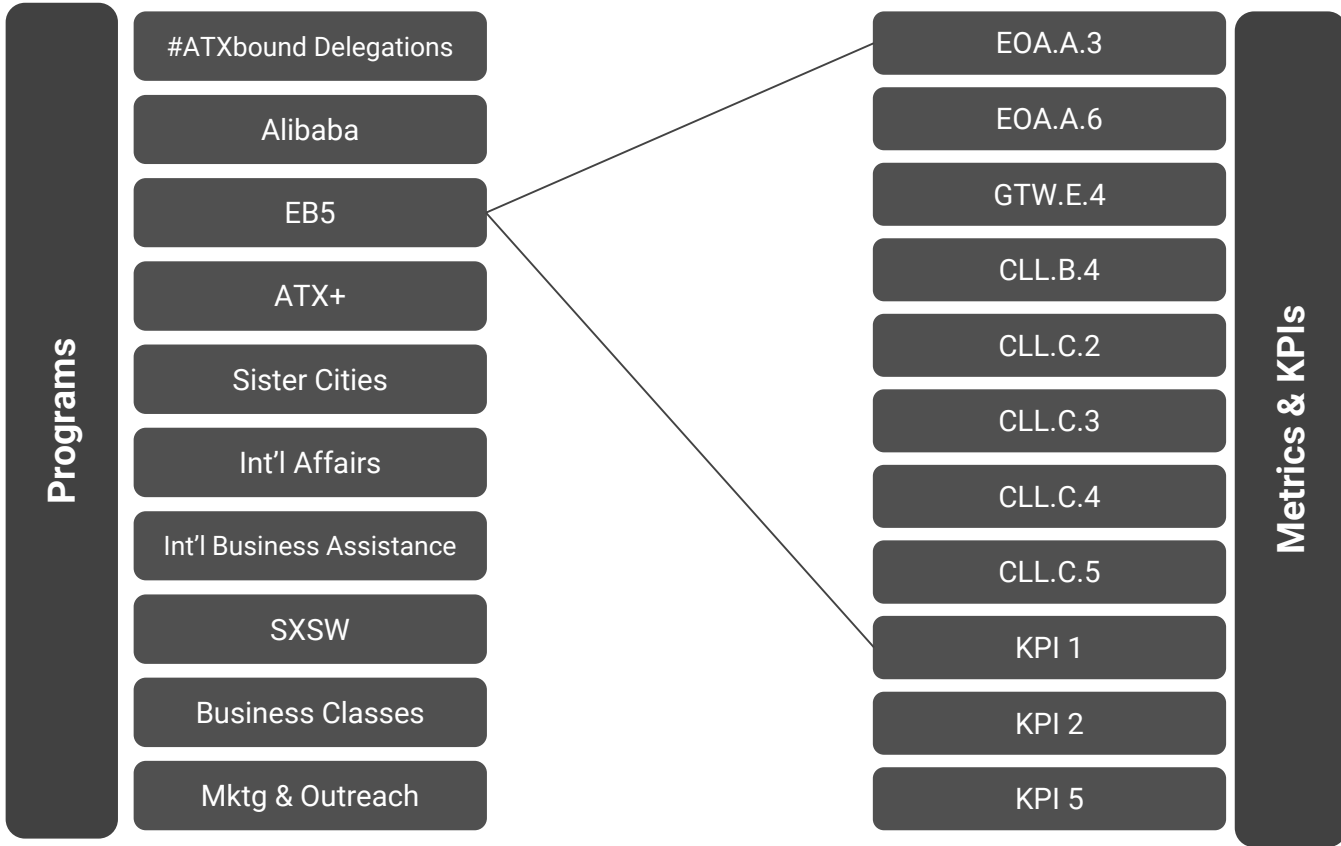 Programs
#ATXbound Delegations
Alibaba
EB5
ATX+
Sister Cities
Int’l Affairs
Int’l Business Assistance
SXSW
Business Classes
Mktg & Outreach
EOA.A.3
EOA.A.6
GTW.E.4
CLL.B.4
CLL.C.2
CLL.C.3
CLL.C.4
CLL.C.5
KPI 1
KPI 2
KPI 5
Metrics & KPIs